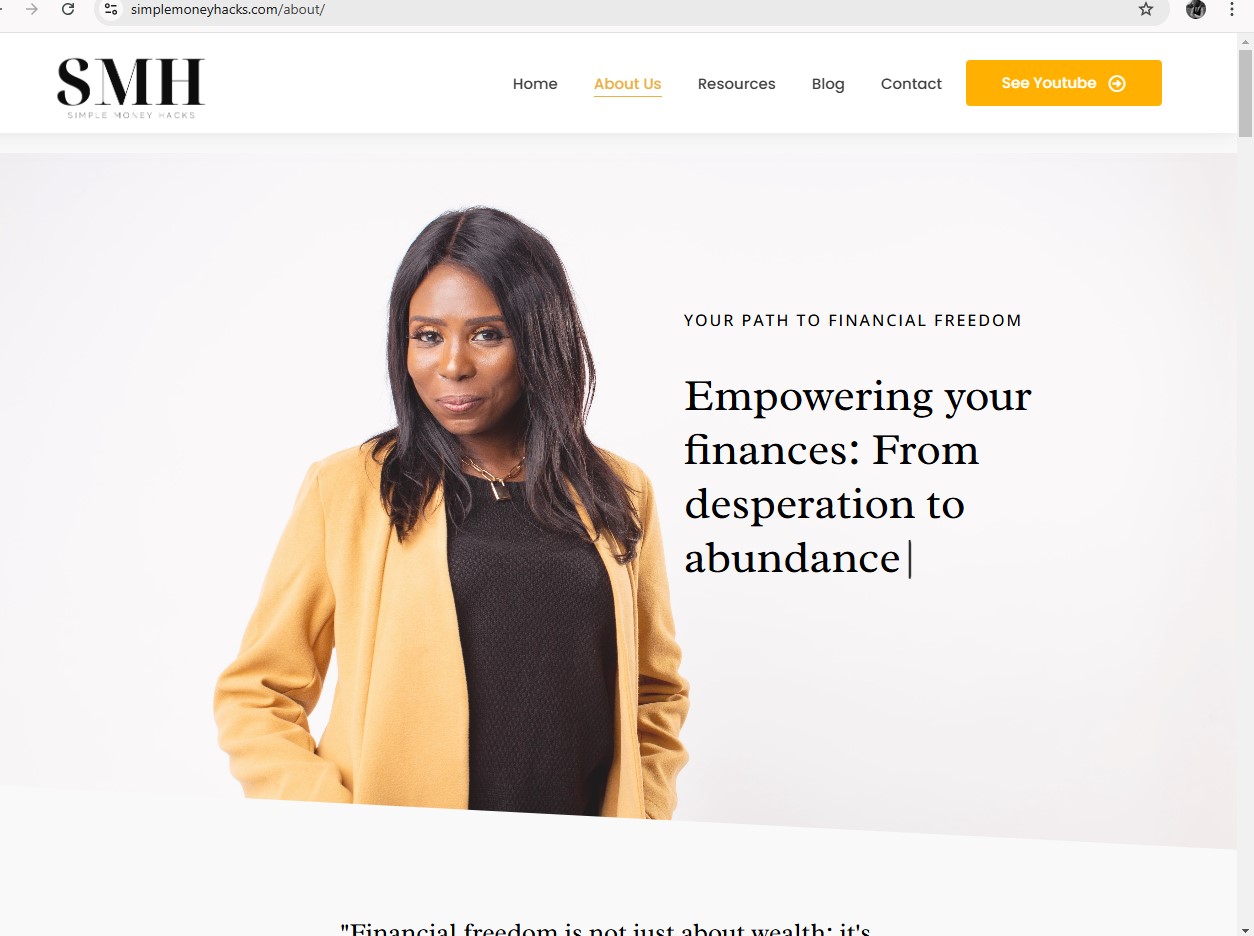 simplemoneyhacks.com/about/
SMH
SIMPLE MONEY HACKS
Home
About Us
Resources
Blog
Contact
See Youtube
YOUR PATH TO FINANCIAL FREEDOM
Empowering your
finances: From
desperation to
abundance|
"Financial freedom is not just about wealth; it's